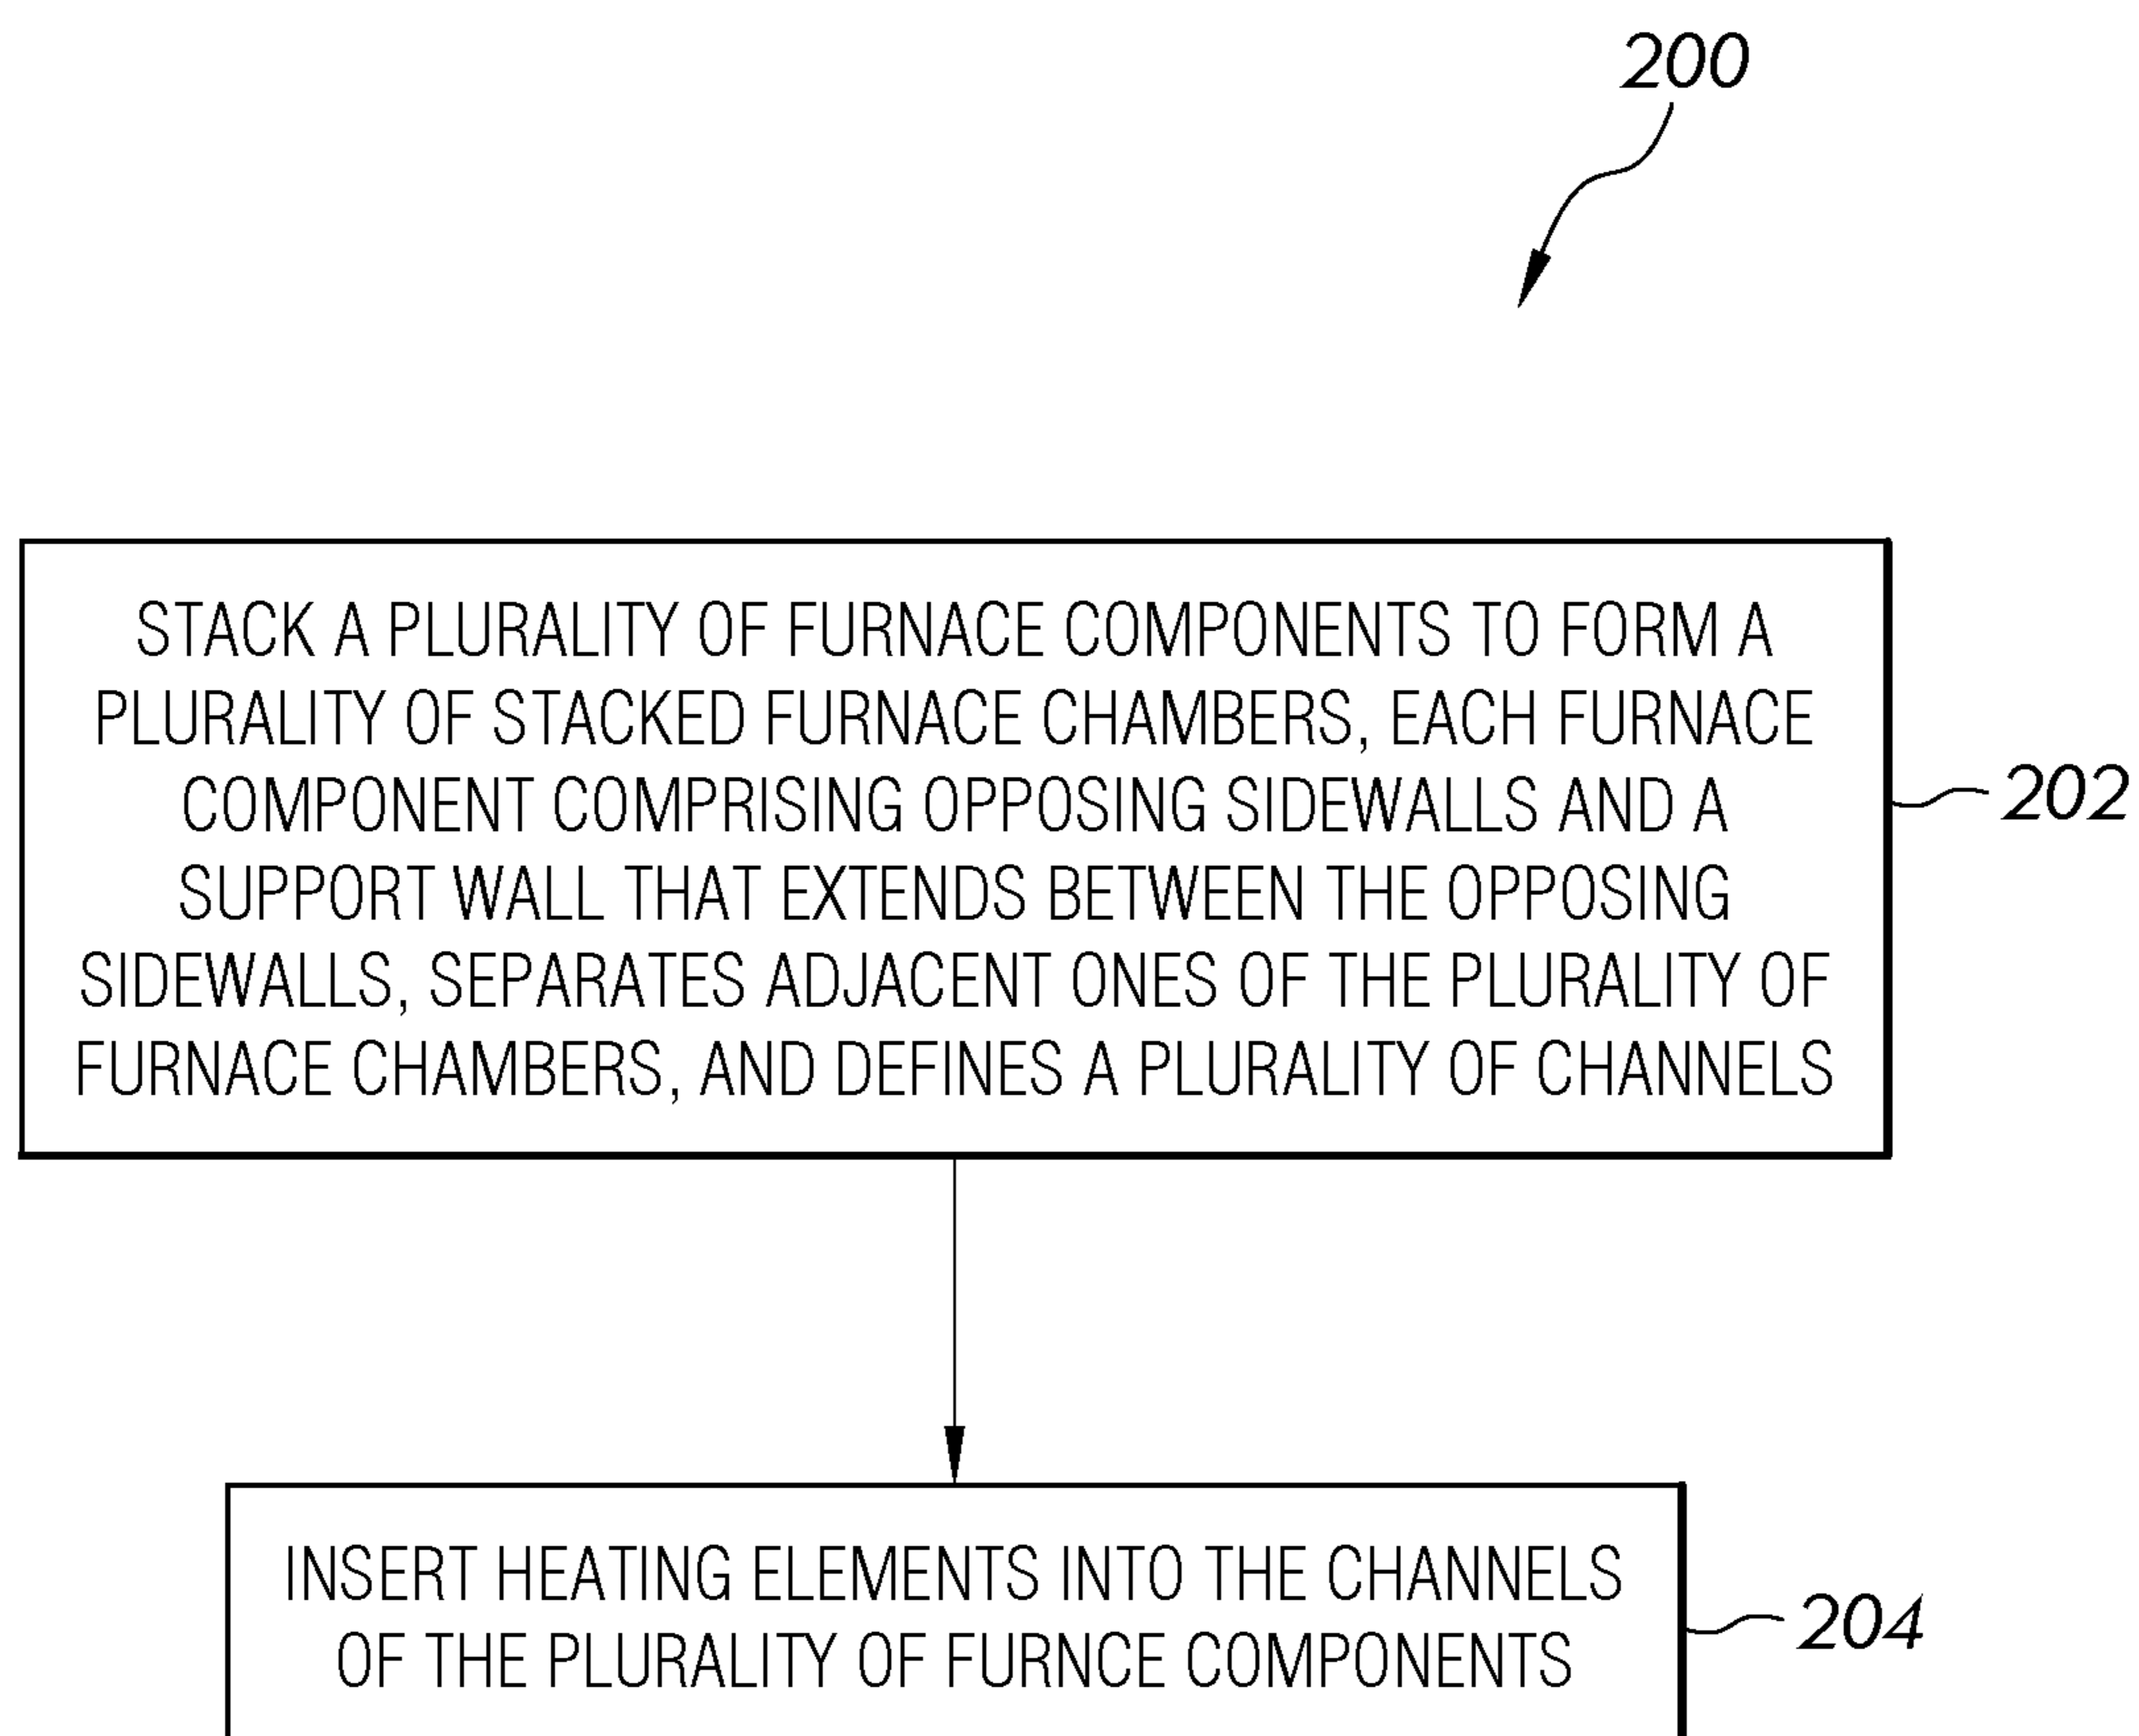 200
STACK A PLURALITY OF FURNACE COMPONENTS TO FORM A
PLURALITY OF STACKED FURNACE CHAMBERS, EACH FURNACE
COMPONENT COMPRISING OPPOSING SIDEWALLS AND A
SUPPORT WALL THAT EXTENDS BETWEEN THE OPPOSING
SIDEWALLS, SEPARATES ADJACENT ONES OF THE PLURALITY OF
FURNACE CHAMBERS, AND DEFINES A PLURALITY OF CHANNELS
202
INSERT HEATING ELEMENTS INTO THE CHANNELS
OF THE PLURALITY OF FURNCE COMPONENTS
204